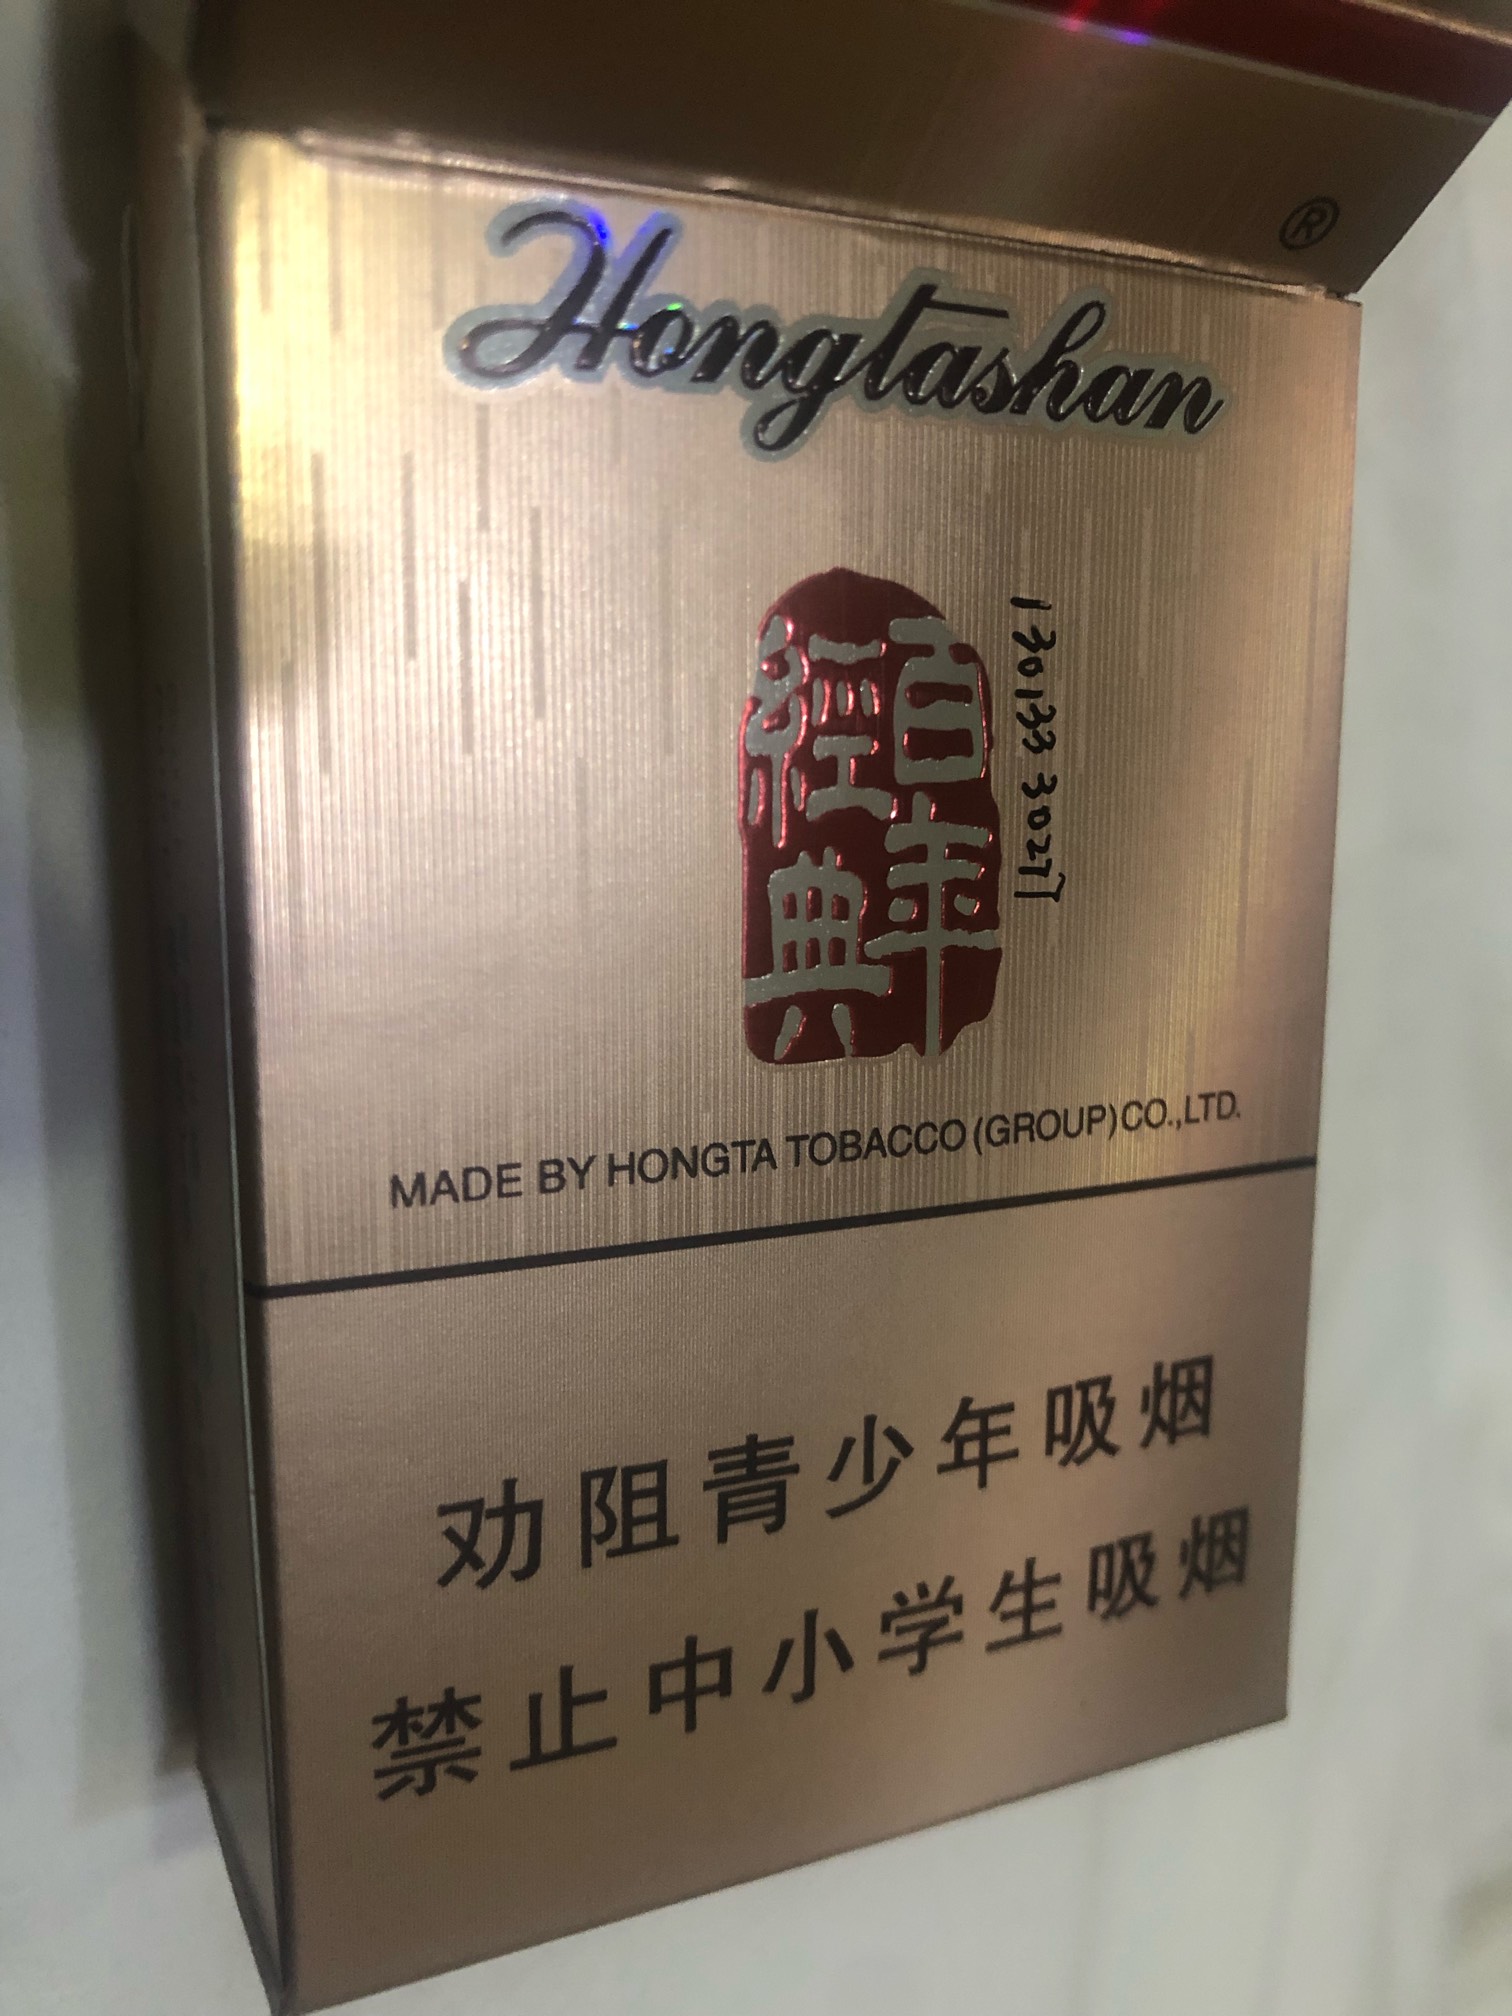 ®
Hongtashan
百年
經典
13013333027
MADE BY HONGTA TOBACCO (GROUP) CO., LTD.
劝阻青少年吸烟
禁止中小学生吸烟